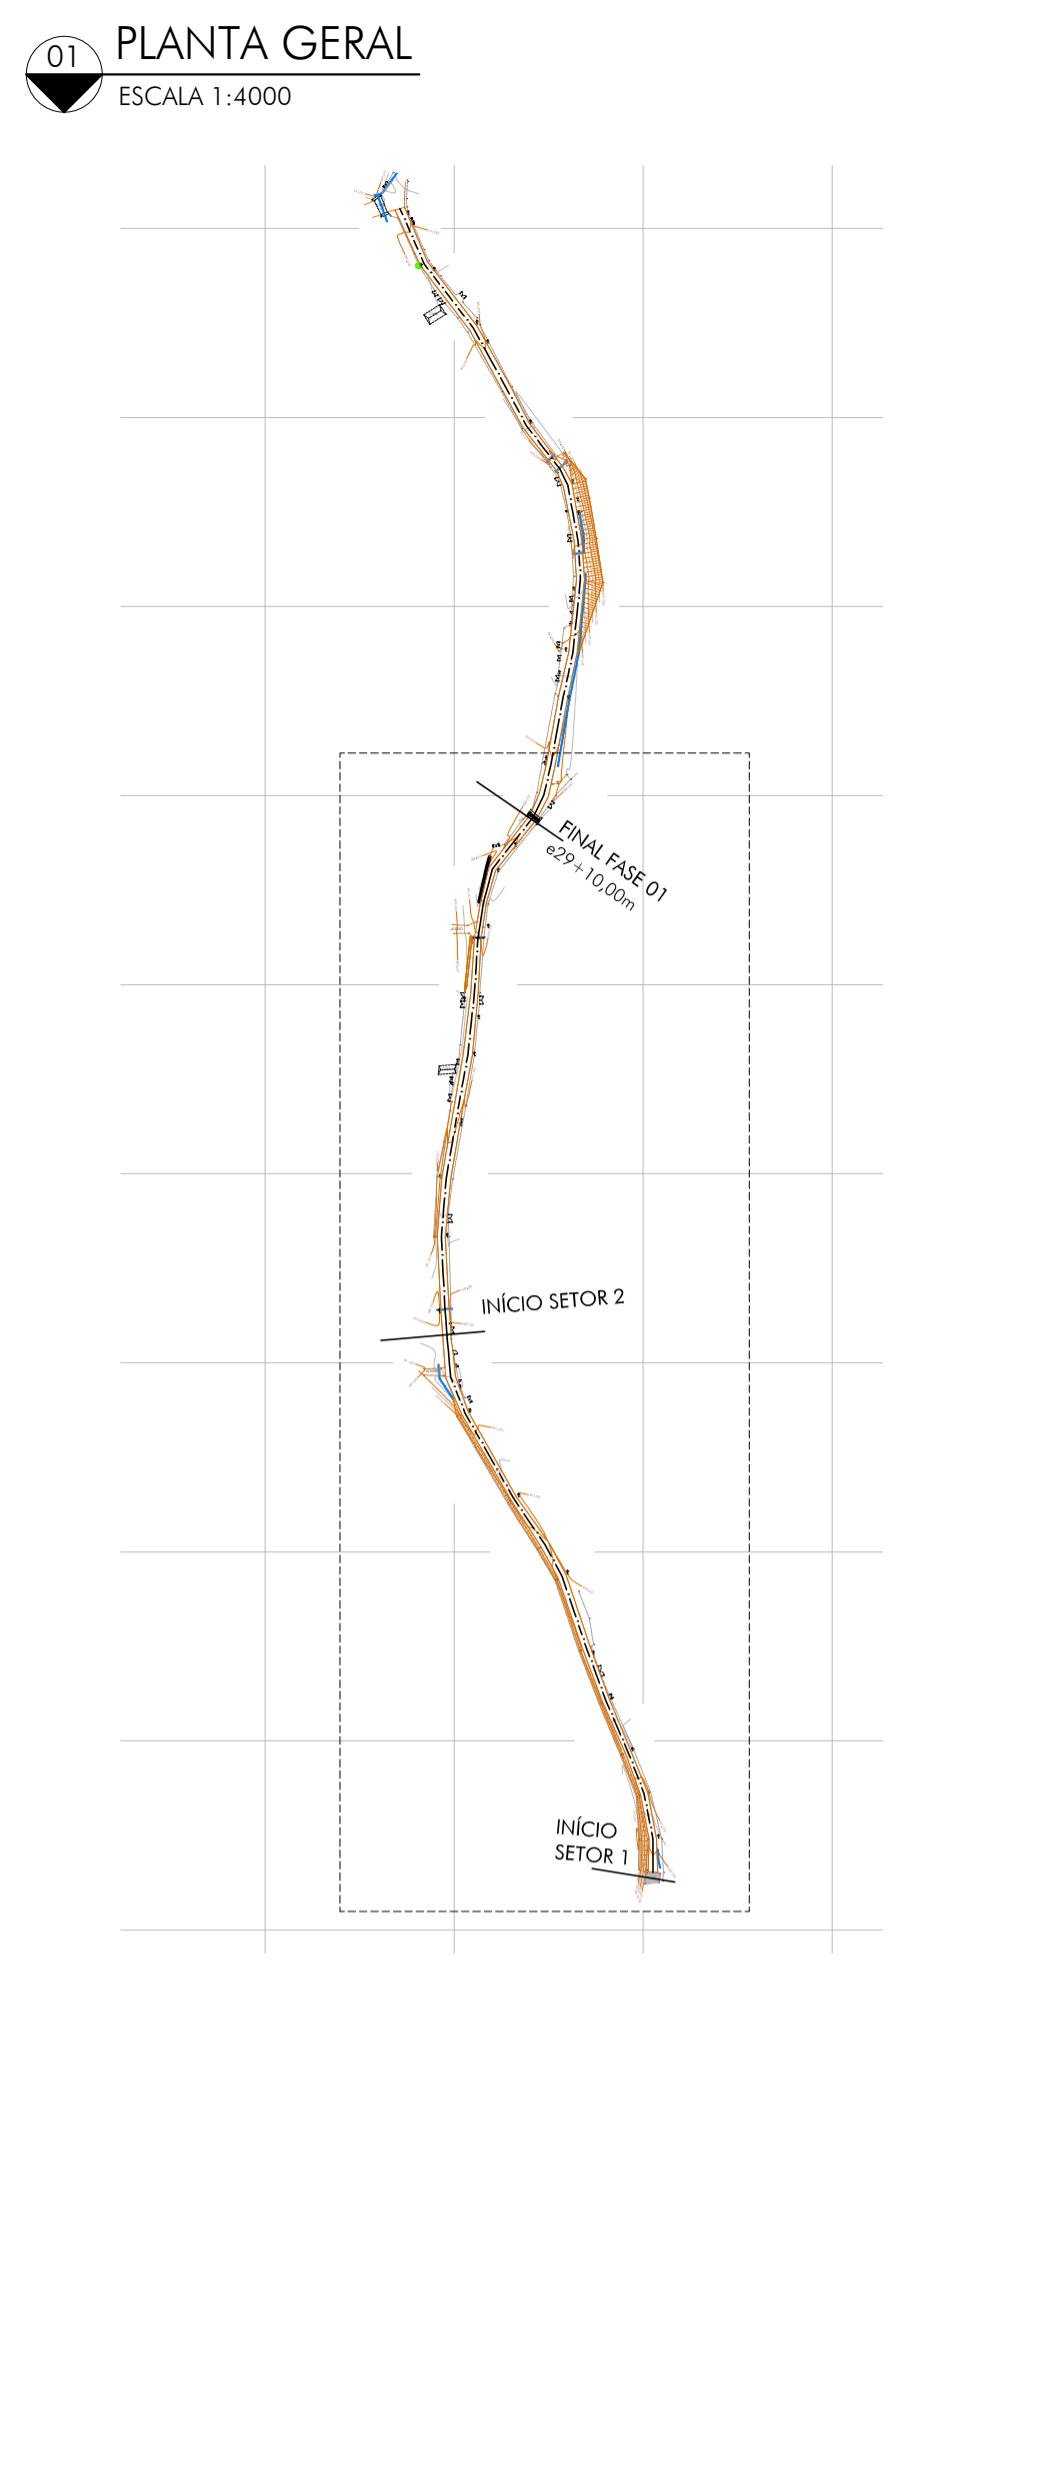 01
PLANTA GERAL
ESCALA 1:4000
FINAL FASE 01
e29+10,00m
INÍCIO SETOR 2
INÍCIO
SETOR 1